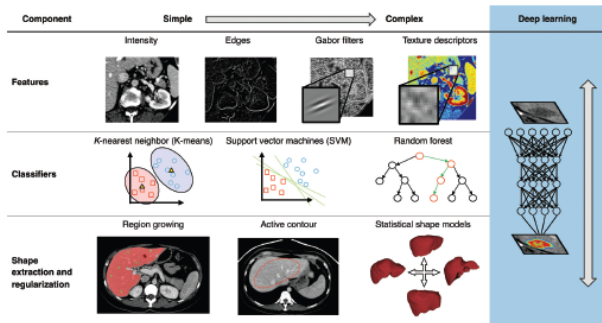 Component Simple Complex Deep learning
Intensity Edges Gabor filters Texture descriptors
Features
K-nearest neighbor (K-means) Support vector machines (SVM) Random forest
Classifiers
Region growing Active contour Statistical shape models
Shape
extraction and
regularization